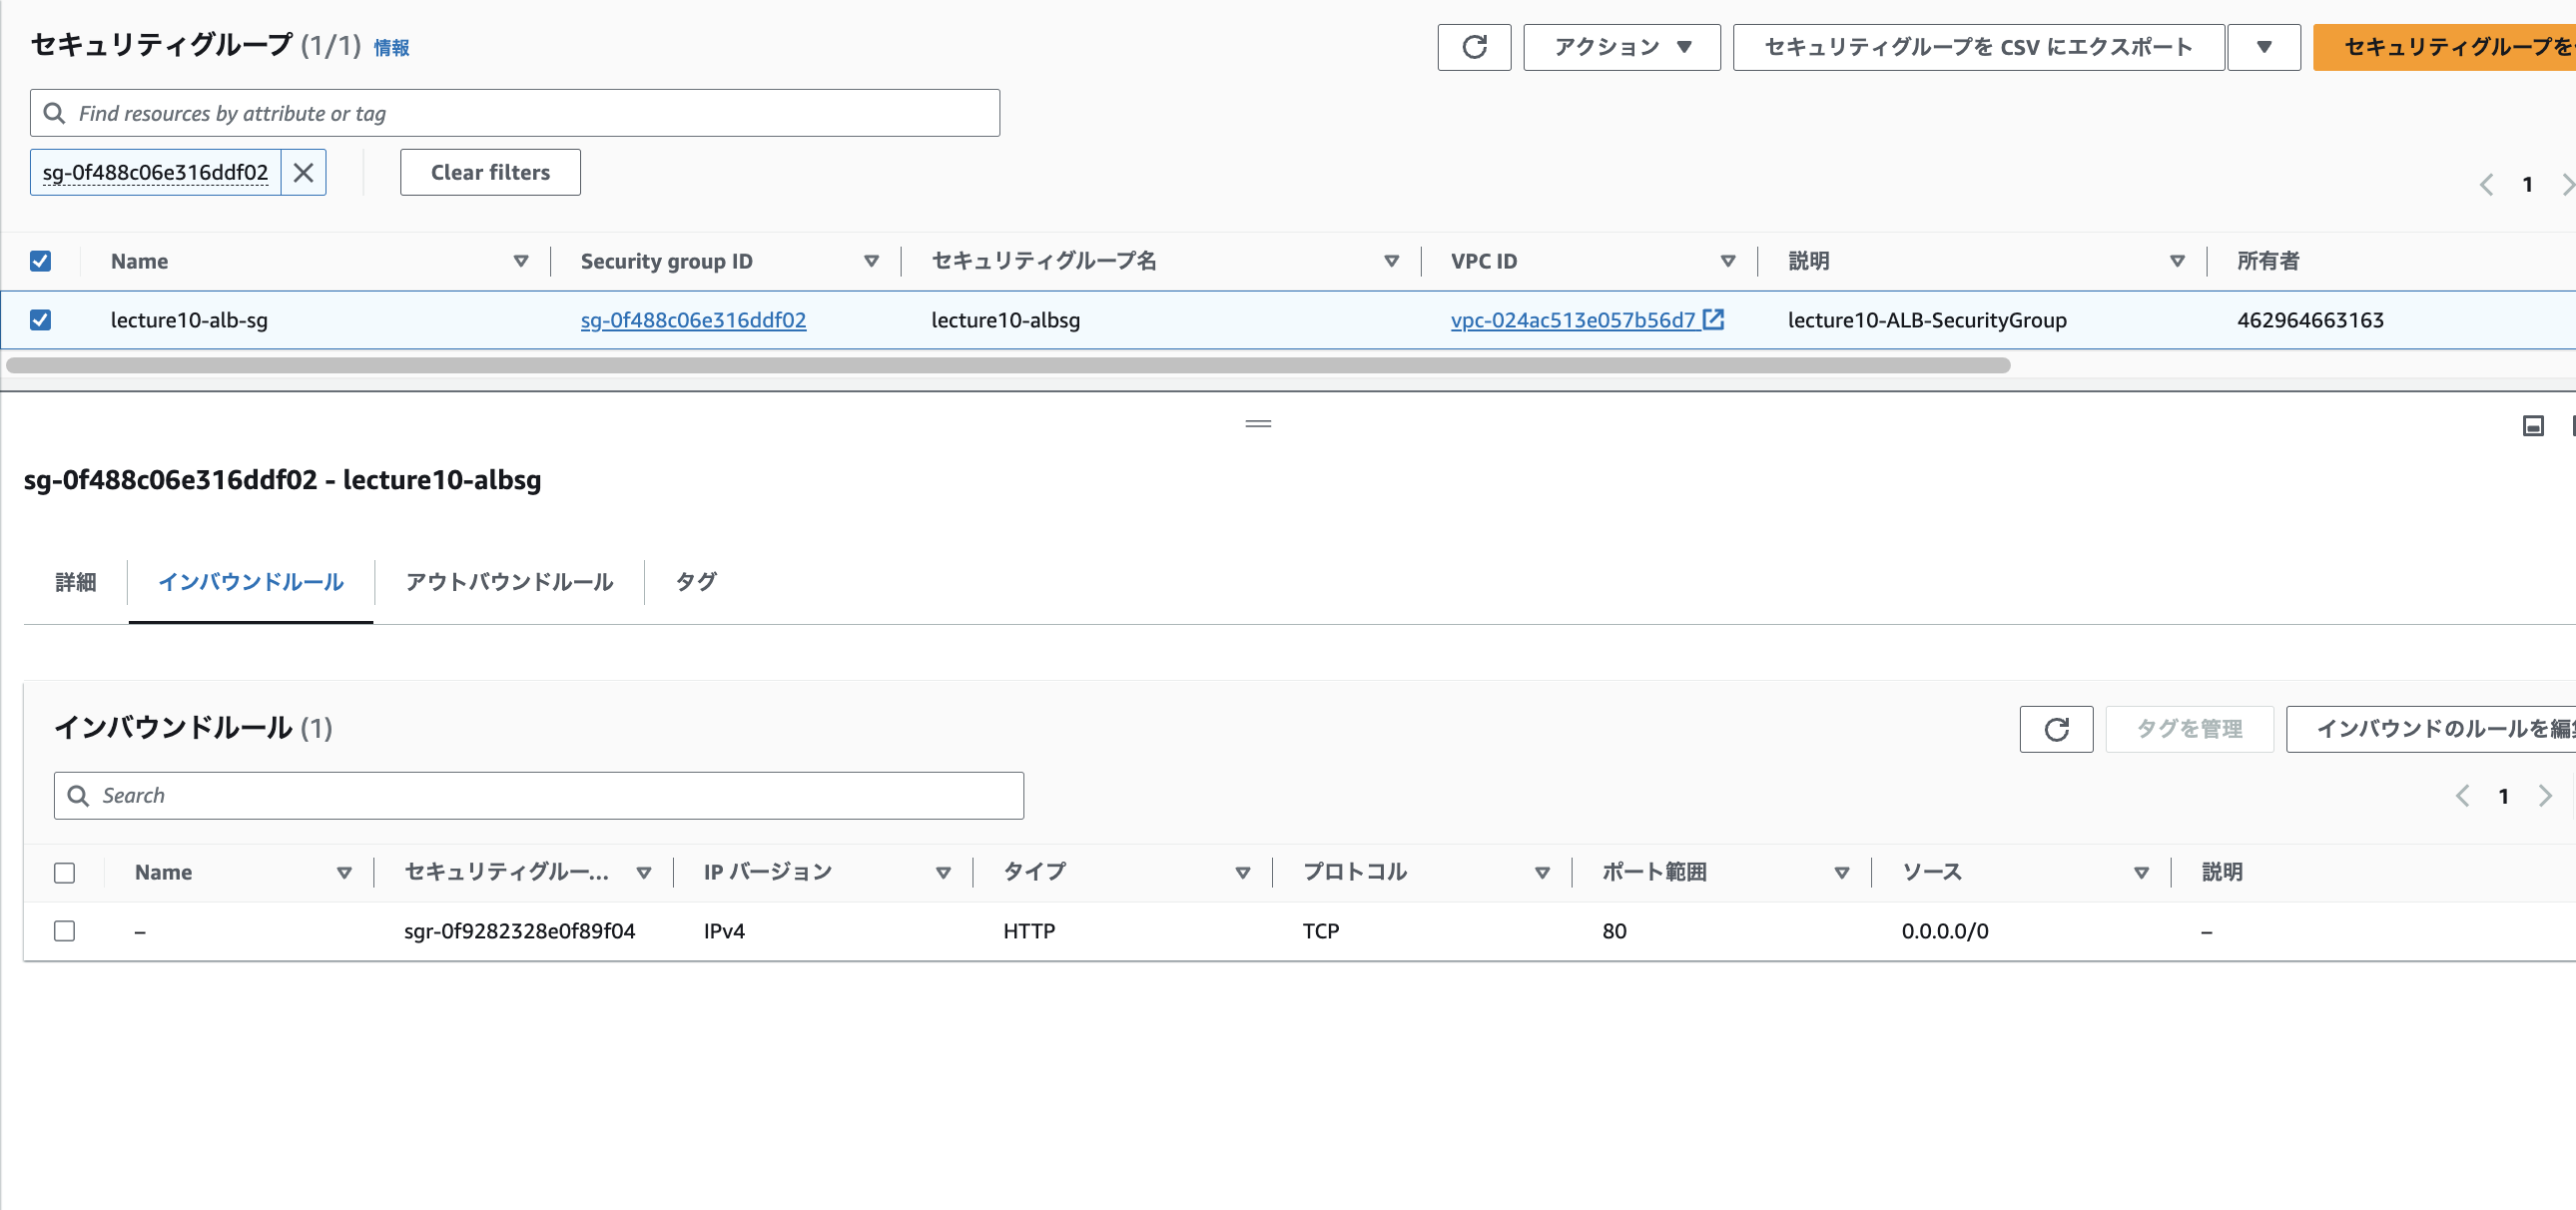 セキュリティグループ (1/1) 情報
アクション
セキュリティグループを CSV にエクスポート
セキュリティグループを
Find resources by attribute or tag
sg-0f488c06e316ddf02
Clear filters
1
Name Security group ID セキュリティグループ名 VPC ID 説明 所有者
lecture10-alb-sg sg-0f488c06e316ddf02 lecture10-albsg vpc-024ac513e057b56d7 lecture10-ALB-SecurityGroup 462964663163
sg-0f488c06e316ddf02 - lecture10-albsg
詳細 インバウンドルール アウトバウンドルール タグ
インバウンドルール (1)
タグを管理
インバウンドのルールを編
Search
1
Name セキュリティグルー... IP バージョン タイプ プロトコル ポート範囲 ソース 説明
– sgr-0f9282328e0f89f04 IPv4 HTTP TCP 80 0.0.0.0/0 –